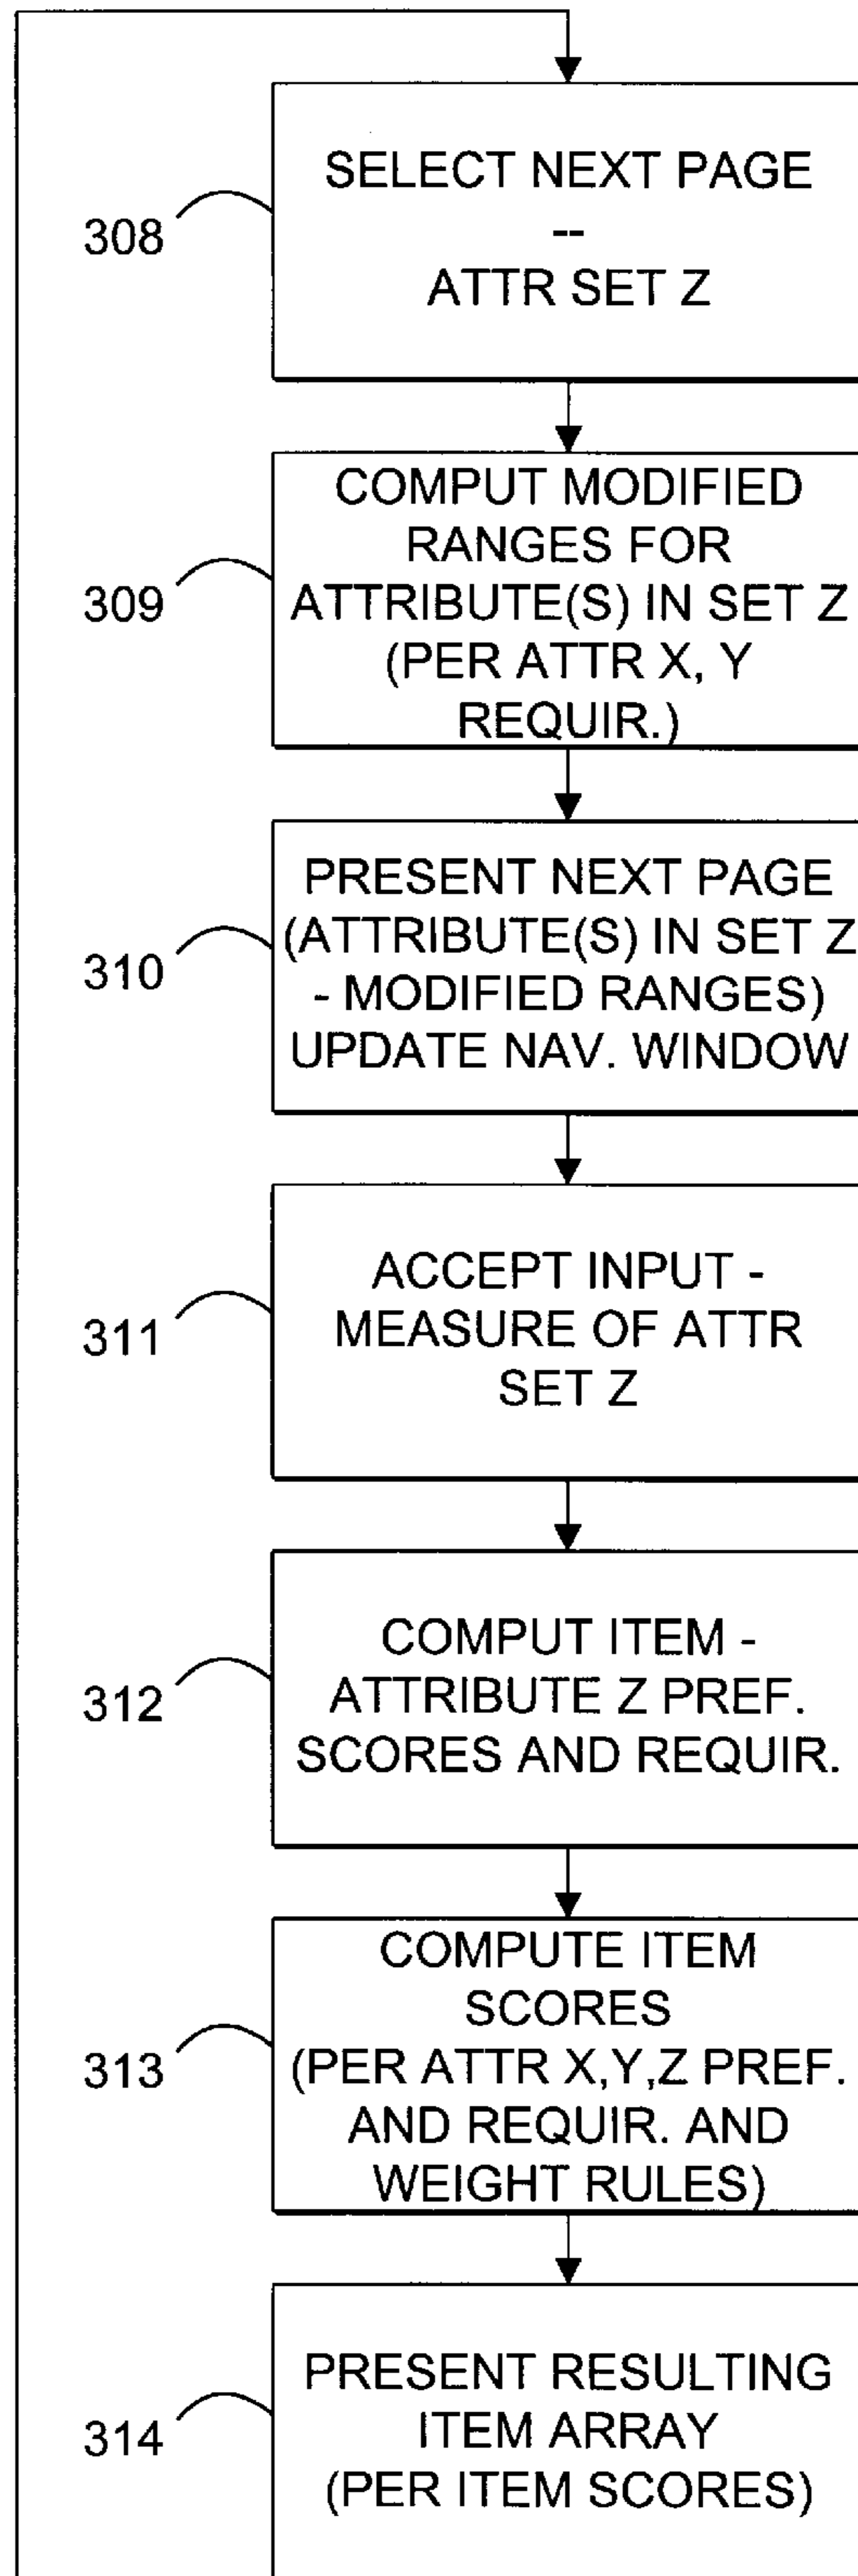 308
SELECT NEXT PAGE
--
ATTR SET Z
309
COMPUT MODIFIED
RANGES FOR
ATTRIBUTE(S) IN SET Z
(PER ATTR X, Y
REQUIR.)
310
PRESENT NEXT PAGE
(ATTRIBUTE(S) IN SET Z
- MODIFIED RANGES)
UPDATE NAV. WINDOW
311
ACCEPT INPUT -
MEASURE OF ATTR
SET Z
312
COMPUT ITEM -
ATTRIBUTE Z PREF.
SCORES AND REQUIR.
313
COMPUTE ITEM
SCORES
(PER ATTR X,Y,Z PREF.
AND REQUIR. AND
WEIGHT RULES)
314
PRESENT RESULTING
ITEM ARRAY
(PER ITEM SCORES)